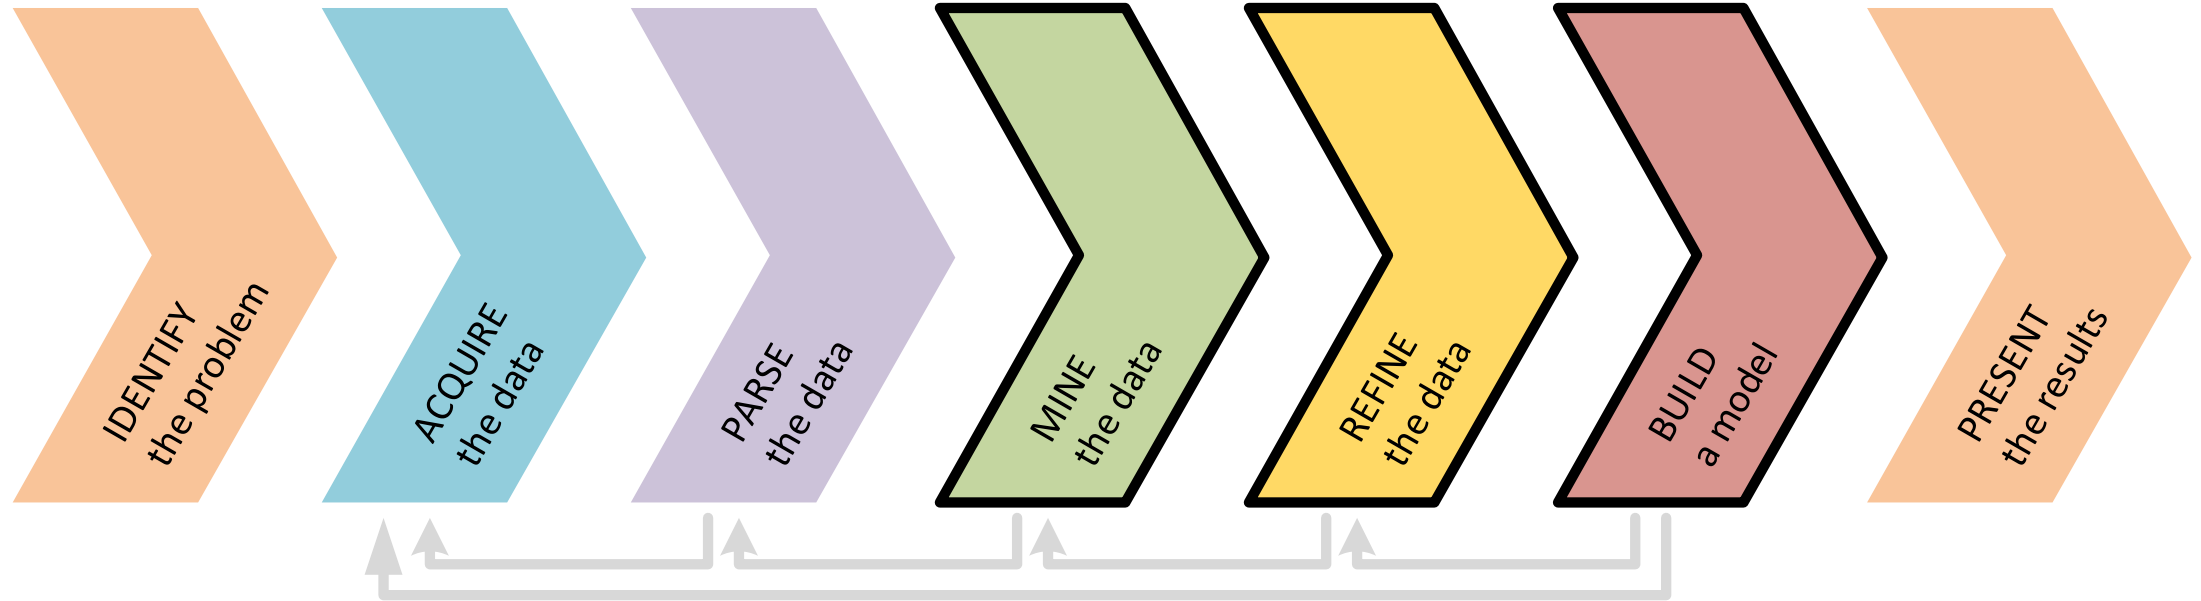 IDENTIFY
the problem
ACQUIRE
the data
PARSE
the data
MINE
the data
REFINE
the data
BUILD
a model
PRESENT
the results